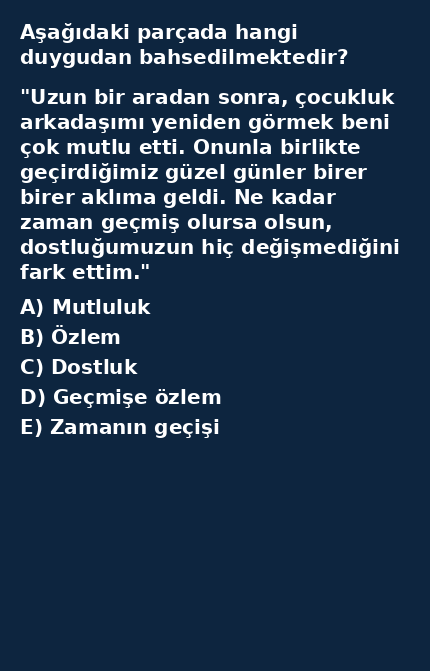 Aşağıdaki parçada hangi
duygudan bahsedilmektedir?
"Uzun bir aradan sonra, çocukluk
arkadaşımı yeniden görmek beni
çok mutlu etti. Onunla birlikte
geçirdiğimiz güzel günler birer
birer aklıma geldi. Ne kadar
zaman geçmiş olursa olsun,
dostluğumuzun hiç değişmediğini
fark ettim."
A) Mutluluk
B) Özlem
C) Dostluk
D) Geçmişe özlem
E) Zamanın geçişi